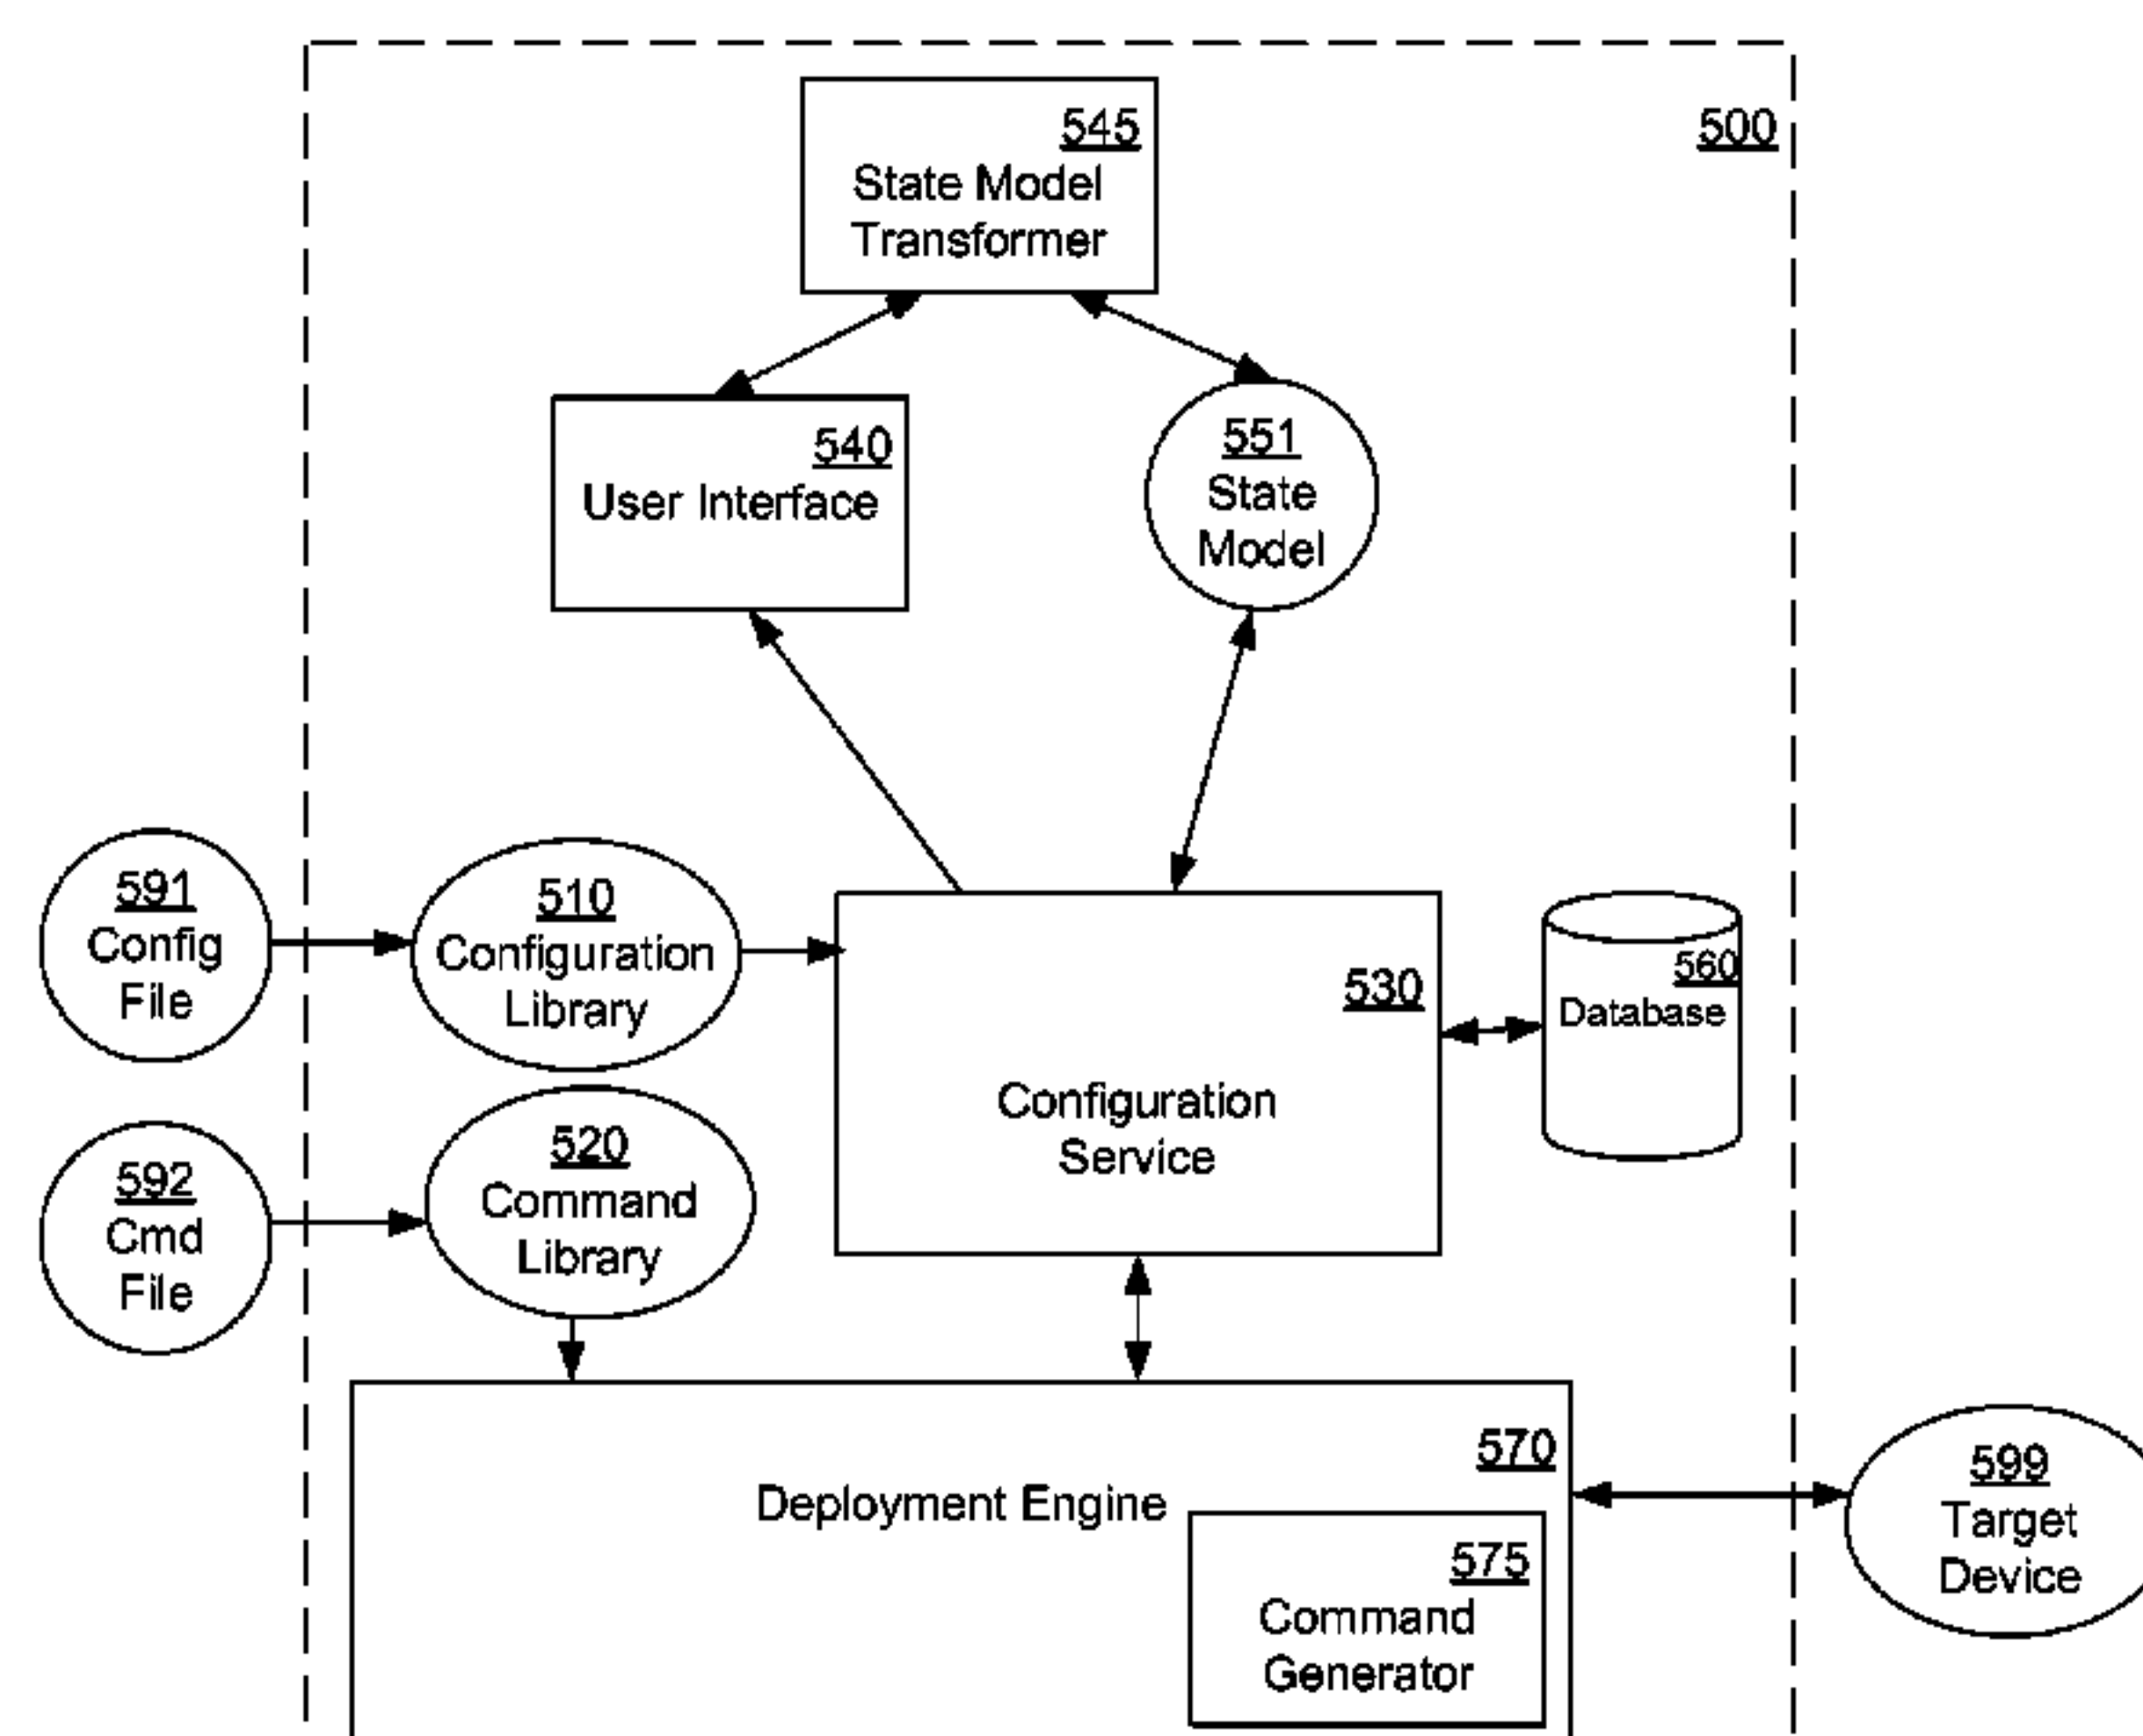 500
545
State Model
Transformer
540
User Interface
551
State
Model
591
Config
File
510
Configuration
Library
530
Configuration
Service
560
Database
592
Cmd
File
520
Command
Library
570
Deployment Engine
575
Command
Generator
599
Target
Device